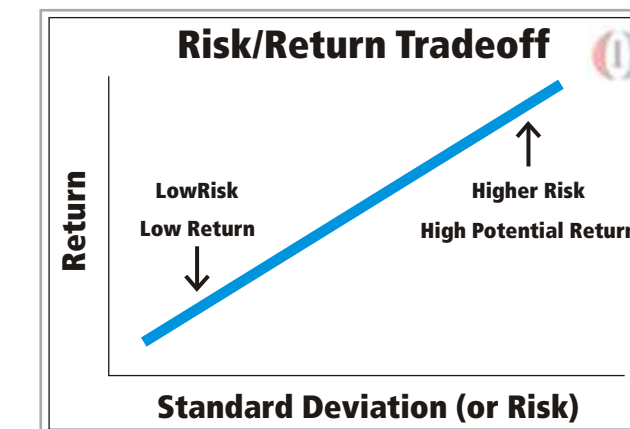 Risk/Return Tradeoff
Return
LowRisk
Low Return
Higher Risk
High Potential Return
Standard Deviation (or Risk)